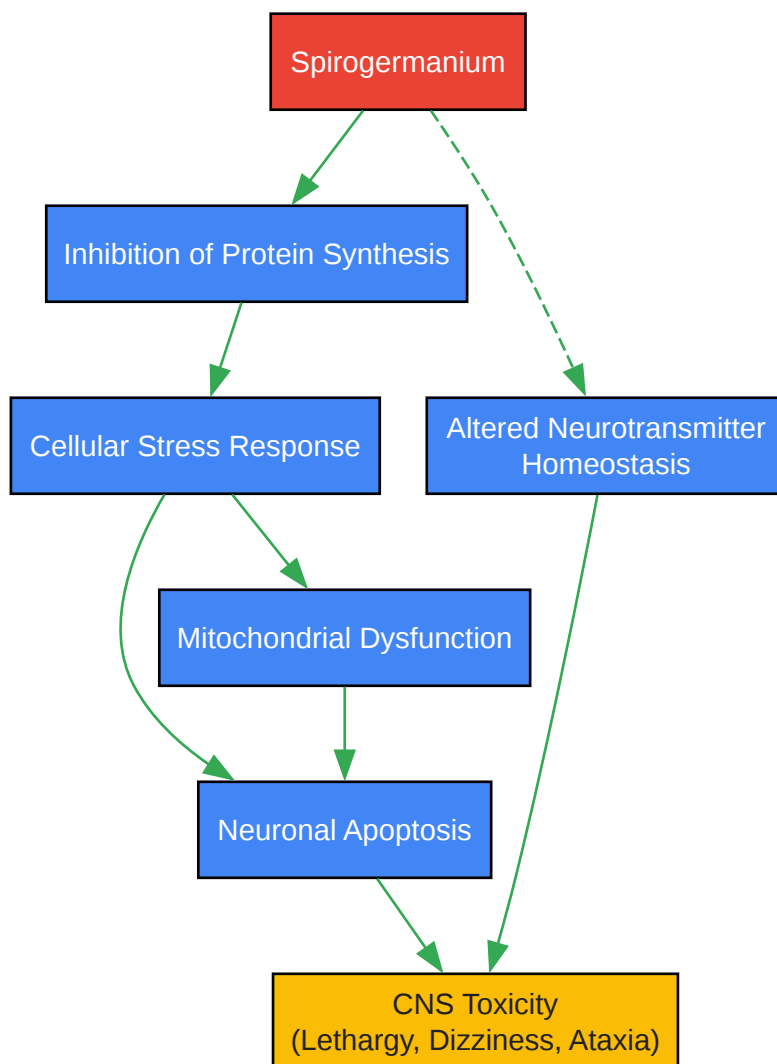 Spirogermanium
Inhibition of Protein Synthesis
Cellular Stress Response
Altered Neurotransmitter
Homeostasis
Mitochondrial Dysfunction
Neuronal Apoptosis
CNS Toxicity
(Lethargy, Dizziness, Ataxia)